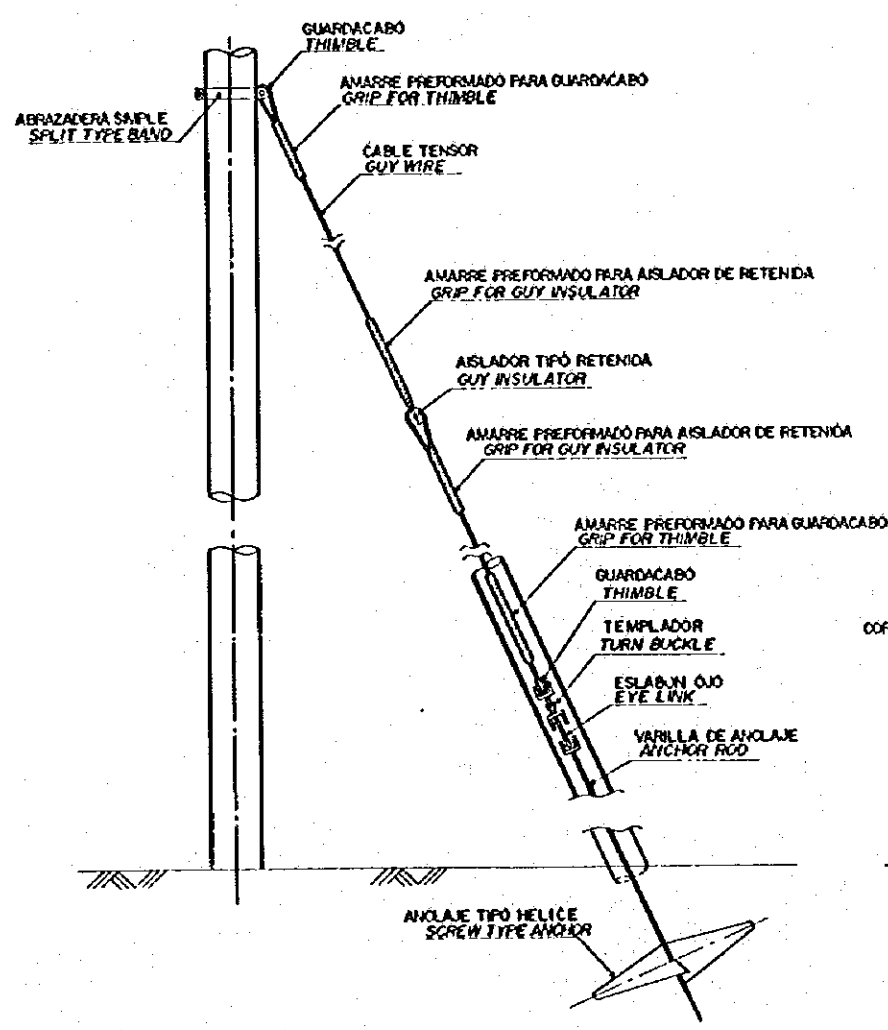 GUARDACABO
THIMBLE
AMARRE PREFORMADO PARA GUARDACABO
GRIP FOR THIMBLE
ABRAZADERA SIMPLE
SPLIT TYPE BAND
CABLE TENSOR
GUY WIRE
AMARRE PREFORMADO PARA AISLADOR DE RETENIDA
GRIP FOR GUY INSULATOR
AISLADOR TIPO RETENIDA
GUY INSULATOR
AMARRE PREFORMADO PARA AISLADOR DE RETENIDA
GRIP FOR GUY INSULATOR
AMARRE PREFORMADO PARA GUARDACABO
GRIP FOR THIMBLE
GUARDACABO
THIMBLE
TEMPLADOR
TURN BUCKLE
ESLABON OJO
EYE LINK
VARILLA DE ANCLAJE
ANCHOR ROD
ANCLAJE TIPO HELICE
SCREW TYPE ANCHOR